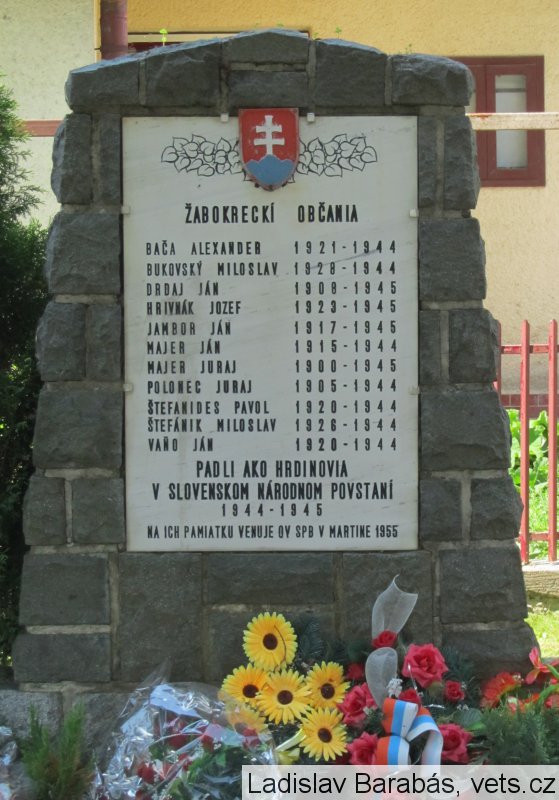 ŽABOKRECKÍ OBČANIA
BAČA ALEXANDER 1921-1944
BUKOVSKÝ MILOSLAV 1928-1944
DRDAJ JÁN 1908-1945
HRIVNÁK JOZEF 1923-1945
JAMBOR JÁN 1917-1945
MAJER JÁN 1915-1944
MAJER JURAJ 1900-1945
POLONEC JURAJ 1905-1944
ŠTEFANIDES PAVOL 1920-1944
ŠTEFÁNIK MILOSLAV 1926-1944
VAŇO JÁN 1920-1944
PADLI AKO HRDINOVIA
V SLOVENSKOM NÁRODNOM POVSTANÍ
1944-1945
NA ICH PAMIATKU VENUJE OV SPB V MARTINE 1955
Ladislav Barabás, vets.cz